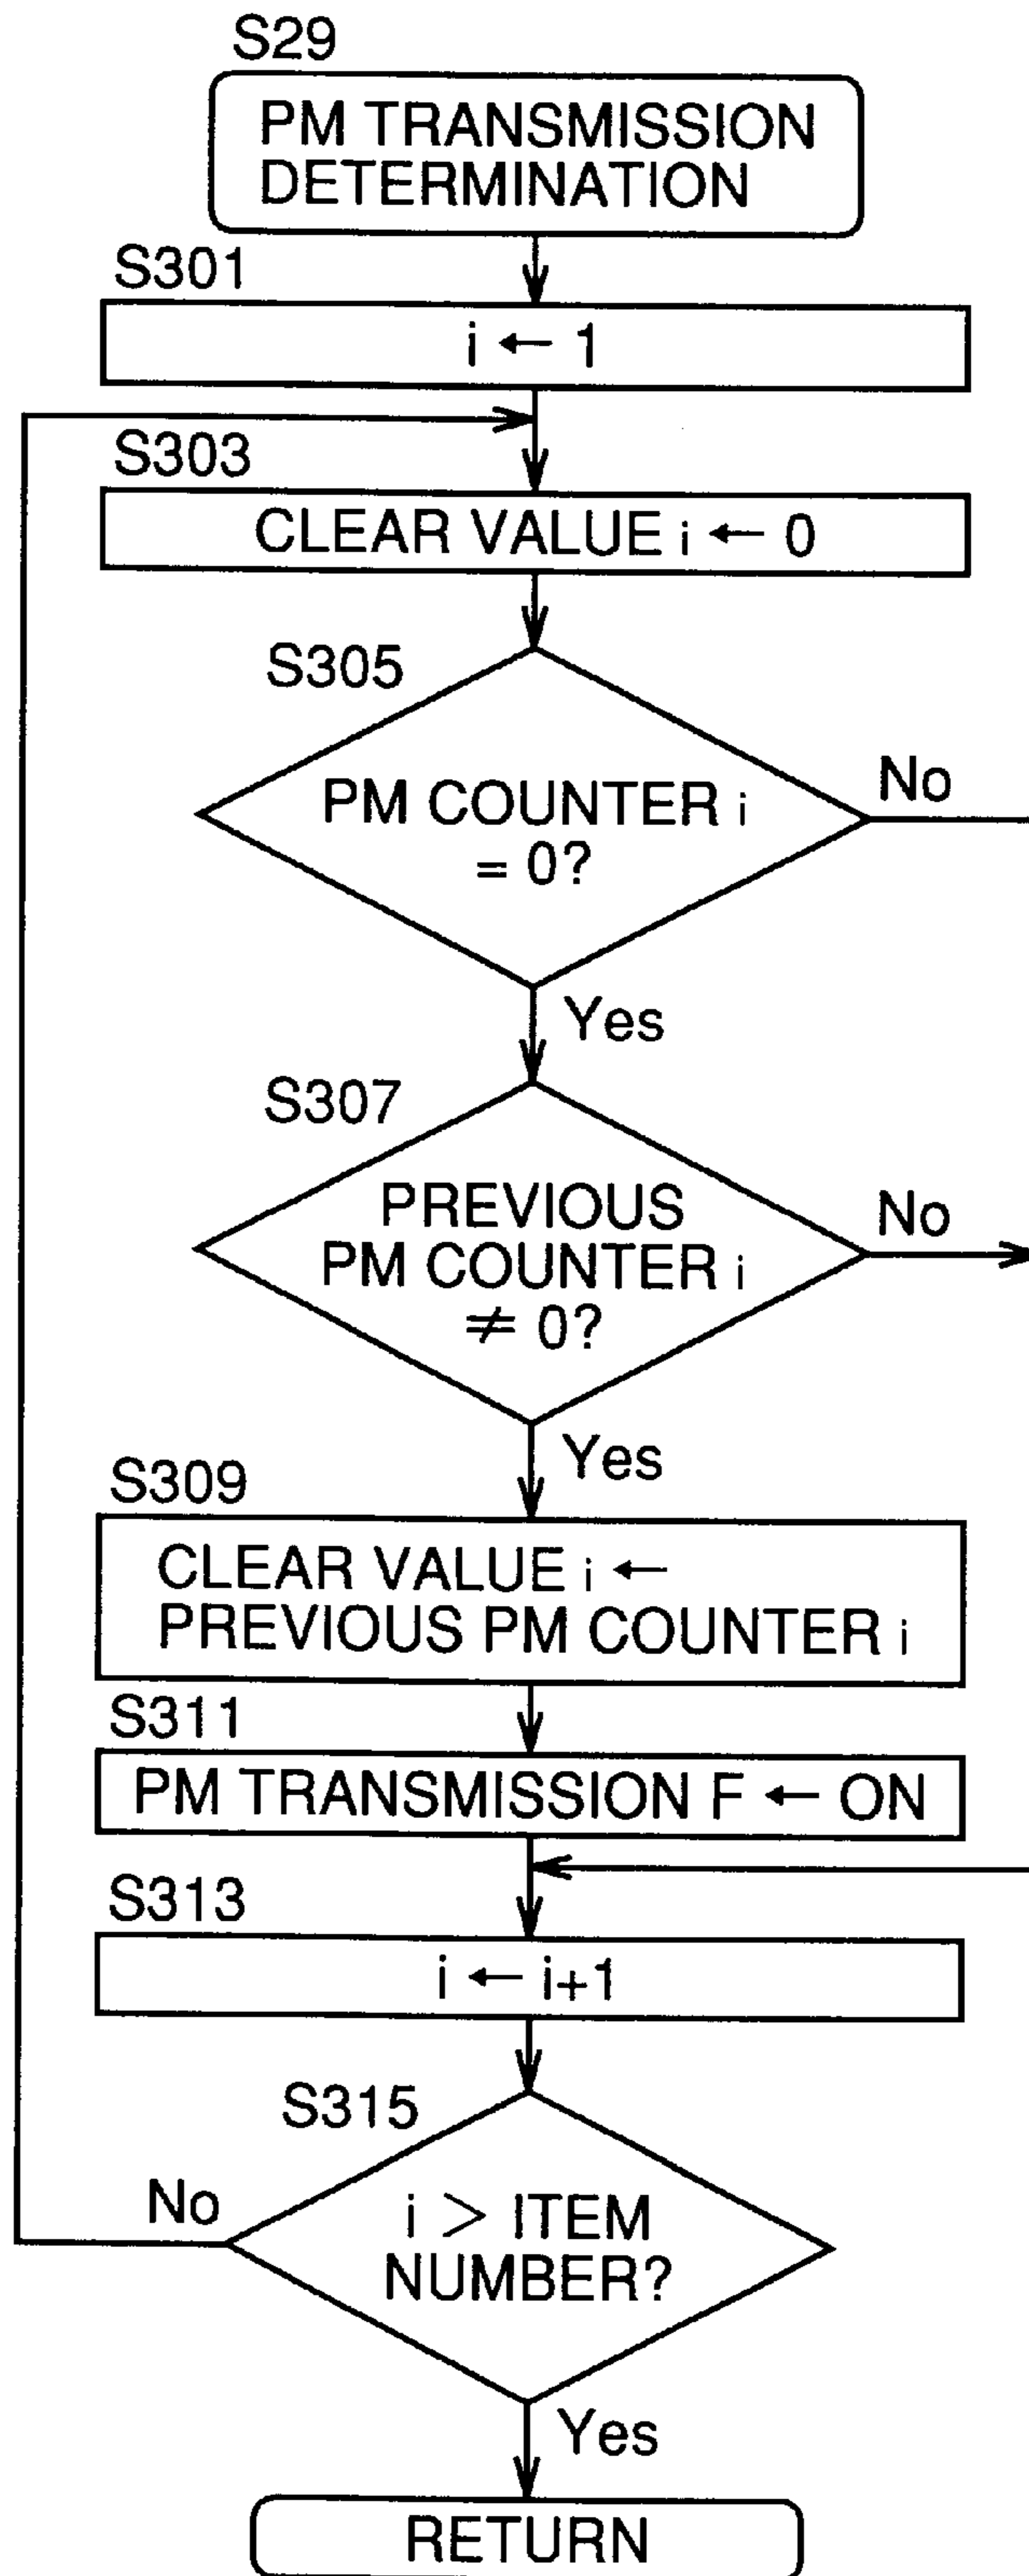 S29
PM TRANSMISSION
DETERMINATION
S301
i ← 1
S303
CLEAR VALUE i ← 0
S305
PM COUNTER i
= 0?
No
Yes
S307
PREVIOUS
PM COUNTER i
≠ 0?
No
Yes
S309
CLEAR VALUE i ←
PREVIOUS PM COUNTER i
S311
PM TRANSMISSION F ← ON
S313
i ← i+1
S315
i > ITEM
NUMBER?
No
Yes
RETURN